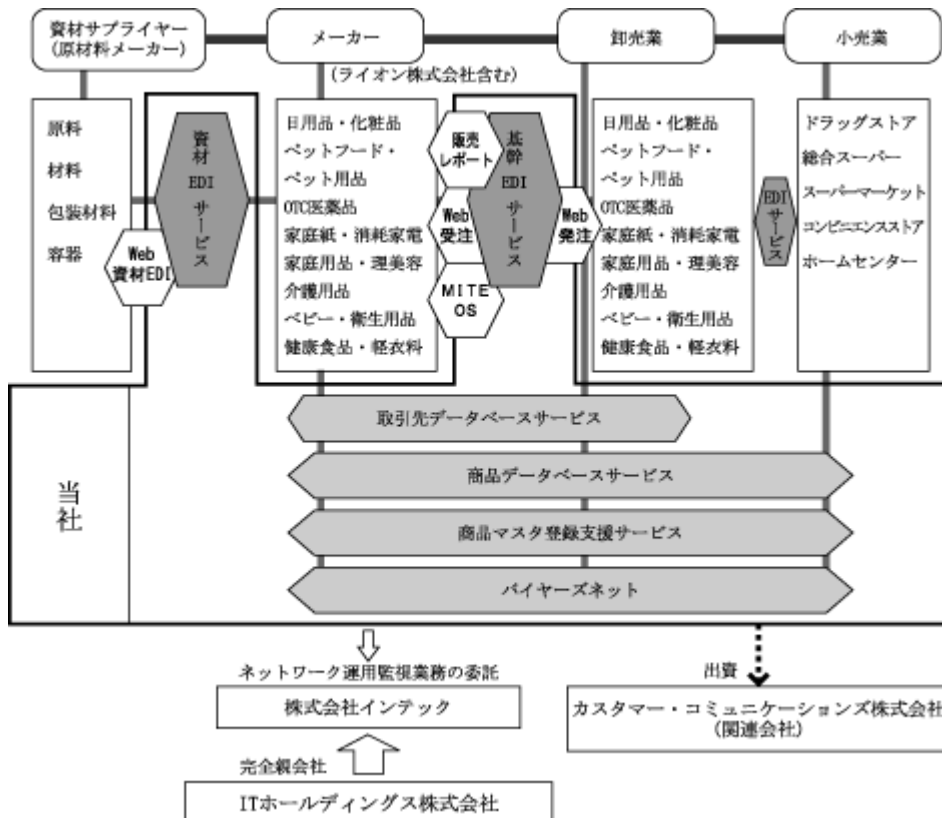 資材サプライヤー
(原材料メーカー)
メーカー
卸売業
小売業
(ライオン株式会社含む)
原料
材料
包装材料
容器
資材EDIサービス
Web
資材EDI
日用品・化粧品
ペットフード・
ペット用品
OTC医薬品
家庭紙・消耗家電
家庭用品・理美容
介護用品
ベビー・衛生用品
健康食品・軽衣料
販売
レポート
Web
受注
MITE
OS
基幹EDIサービス
Web
発注
日用品・化粧品
ペットフード・
ペット用品
OTC医薬品
家庭紙・消耗家電
家庭用品・理美容
介護用品
ベビー・衛生用品
健康食品・軽衣料
EDIサービス
ドラッグストア
総合スーパー
スーパーマーケット
コンビニエンスストア
ホームセンター
当社
取引先データベースサービス
商品データベースサービス
商品マスタ登録支援サービス
バイヤーズネット
ネットワーク運用監視業務の委託
株式会社インテック
完全親会社
ITホールディングス株式会社
出資
カスタマー・コミュニケーションズ株式会社
(関連会社)